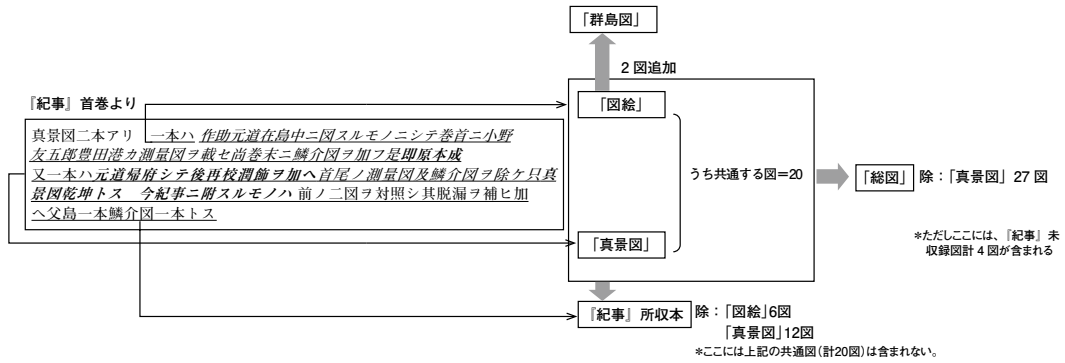 「群島図」
2 図追加
『紀事』首巻より
「図絵」
真景図二本アリ　一本ハ 作助元道在島中ニ図スルモノニシテ巻首ニ小野
友五郎豊田港カ測量図ヲ載セ尚巻末ニ鱗介図ヲ加フ是即原本成
又一本ハ元道帰府シテ後再校潤飾ヲ加ヘ首尾ノ測量図及鱗介図ヲ除ケ只真
景図乾坤トス　今紀事ニ附スルモノハ 前ノ二図ヲ対照シ其脱漏ヲ補ヒ加
ヘ父島一本鱗介図一本トス
うち共通する図＝20
「総図」
除：「真景図」27 図
＊ただしここには、『紀事』未
収録図計 4 図が含まれる
「真景図」
『紀事』所収本
除：「図絵」6図
「真景図」12図
＊ここには上記の共通図（計20図）は含まれない。